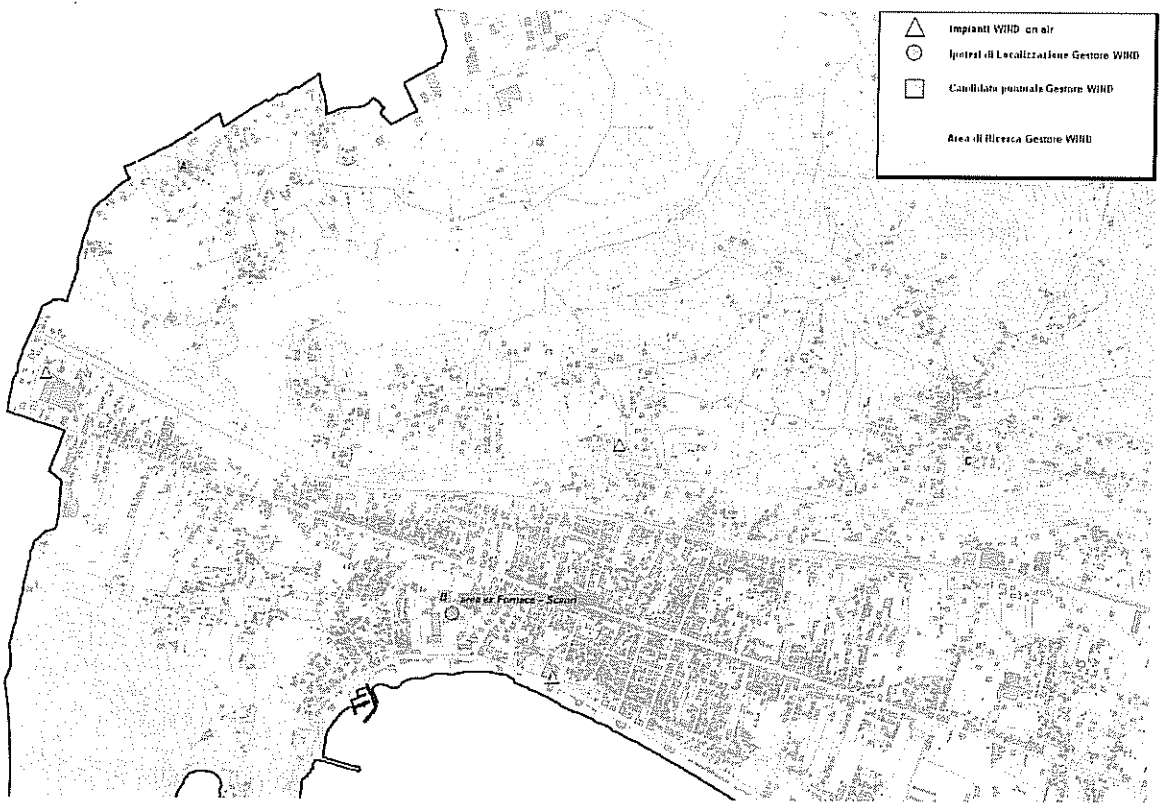 Impianti WIND on air
Ipotesi di Localizzazione Gestore WIND
Candidato puntuale Gestore WIND
Area di Ricerca Gestore WIND
A
C
B
area ex Fornace - Scauri